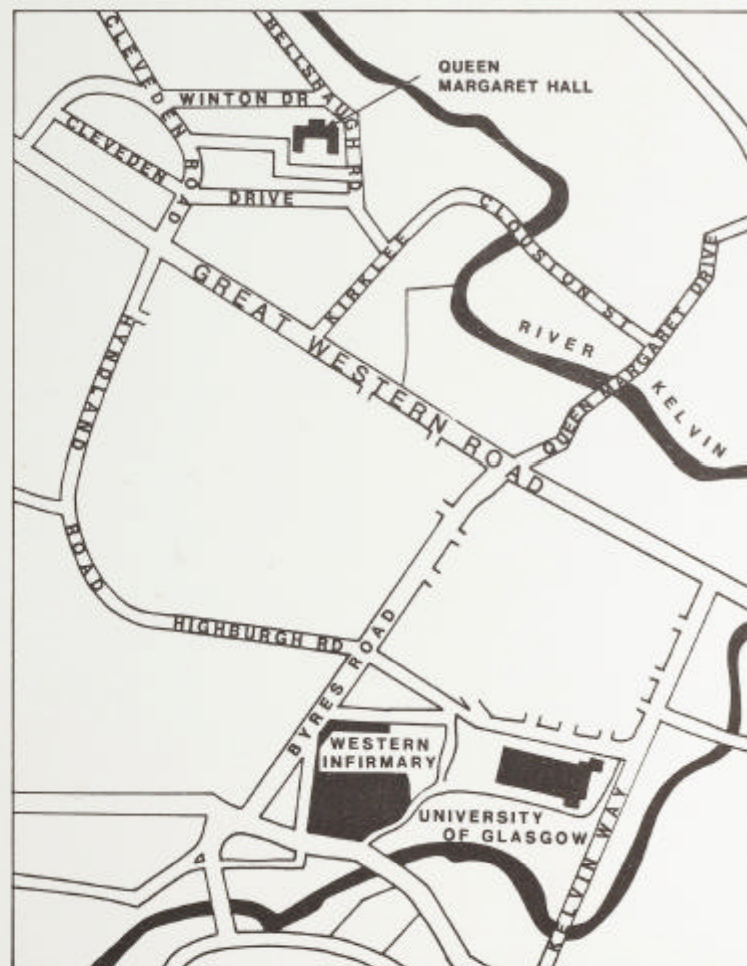 CLEVEDEN ROAD
BELLSHAUGH RD
QUEEN
MARGARET HALL
WINTON DR
CLEVEDEN
DRIVE
KIRKLEE
CLOUSTON ST
QUEEN MARGARET DRIVE
GREAT WESTERN ROAD
RIVER
KELVIN
HYNDLAND
ROAD
HIGHBURGH RD
BYRES ROAD
WESTERN
INFIRMARY
UNIVERSITY
OF GLASGOW
KELVIN WAY